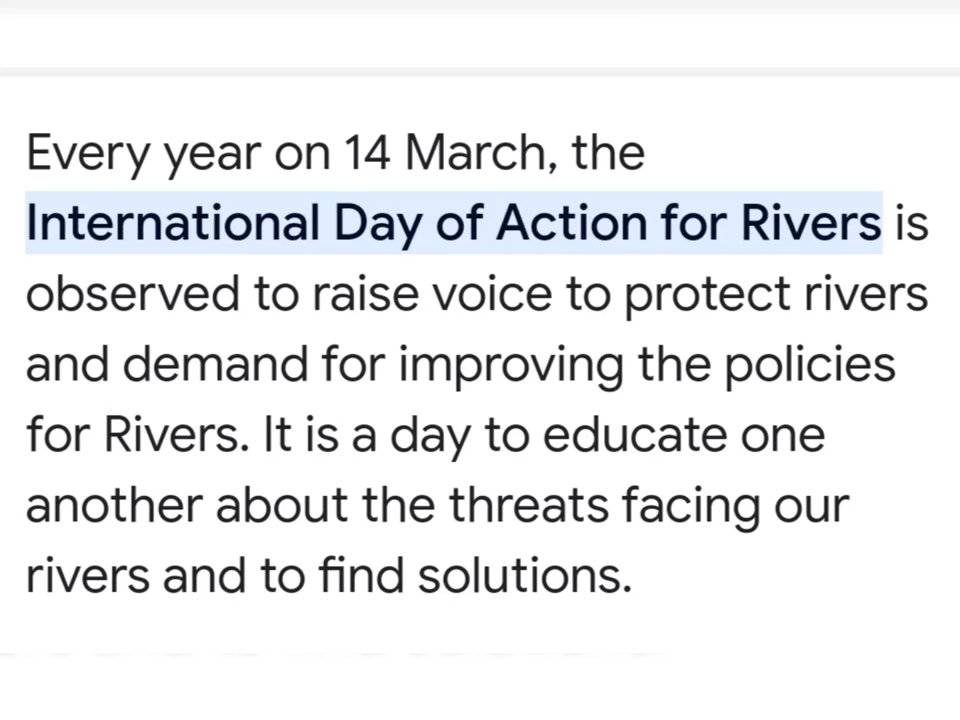 Every year on 14 March, the
International Day of Action for Rivers is
observed to raise voice to protect rivers
and demand for improving the policies
for Rivers. It is a day to educate one
another about the threats facing our
rivers and to find solutions.